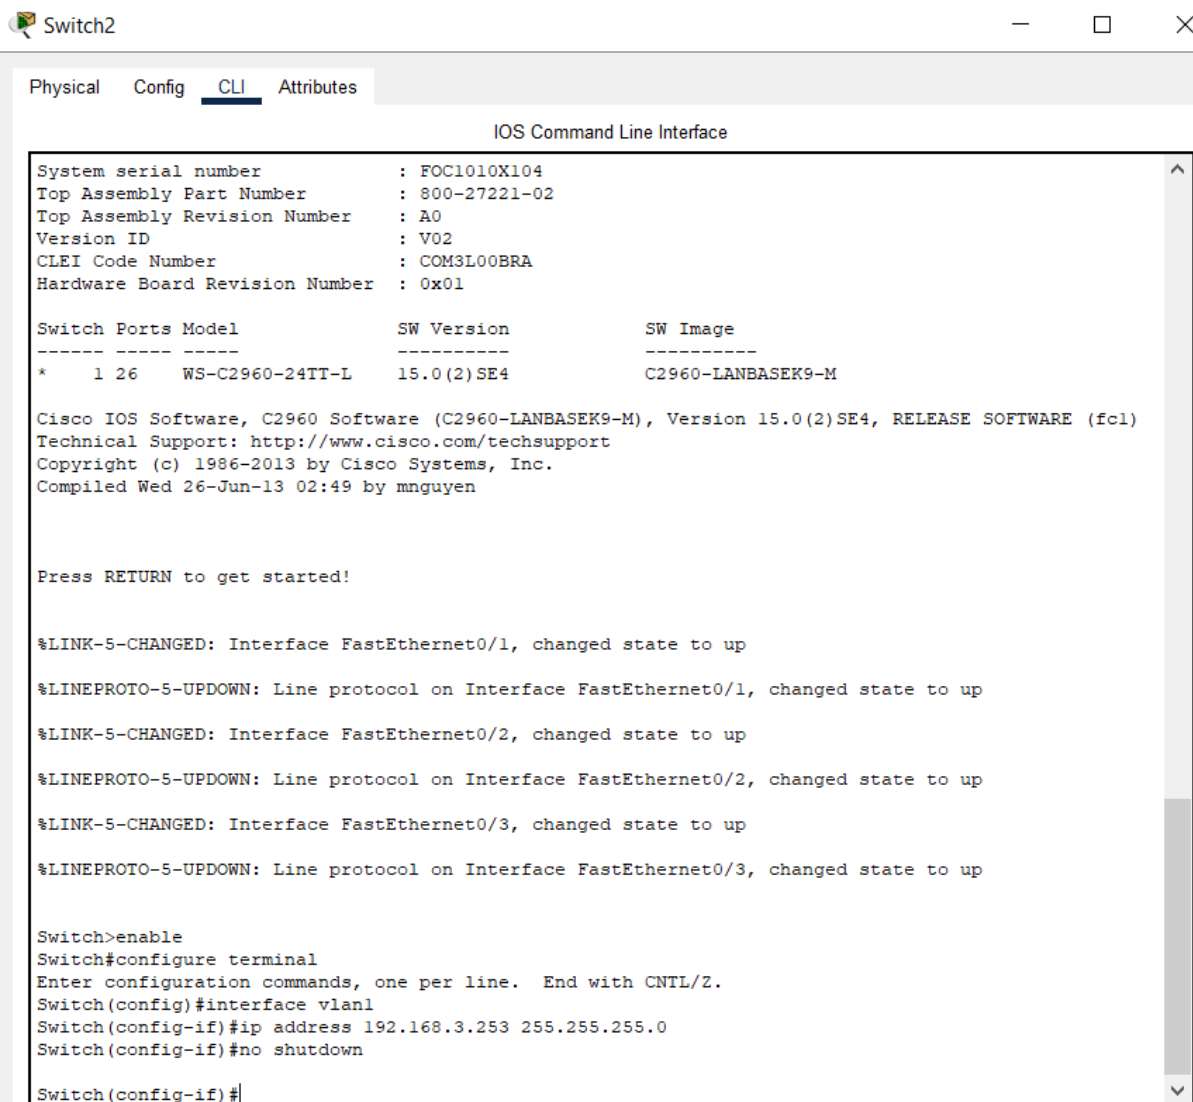 Switch2
Physical Config CLI Attributes
IOS Command Line Interface
System serial number : FOC1010X104
Top Assembly Part Number : 800-27221-02
Top Assembly Revision Number : A0
Version ID : V02
CLEI Code Number : COM3L00BRA
Hardware Board Revision Number : 0x01
Switch Ports Model SW Version SW Image
------ ----- ----- ---------- ----------
* 1 26 WS-C2960-24TT-L 15.0(2)SE4 C2960-LANBASEK9-M
Cisco IOS Software, C2960 Software (C2960-LANBASEK9-M), Version 15.0(2)SE4, RELEASE SOFTWARE (fc1)
Technical Support: http://www.cisco.com/techsupport
Copyright (c) 1986-2013 by Cisco Systems, Inc.
Compiled Wed 26-Jun-13 02:49 by mnguyen
Press RETURN to get started!
%LINK-5-CHANGED: Interface FastEthernet0/1, changed state to up
%LINEPROTO-5-UPDOWN: Line protocol on Interface FastEthernet0/1, changed state to up
%LINK-5-CHANGED: Interface FastEthernet0/2, changed state to up
%LINEPROTO-5-UPDOWN: Line protocol on Interface FastEthernet0/2, changed state to up
%LINK-5-CHANGED: Interface FastEthernet0/3, changed state to up
%LINEPROTO-5-UPDOWN: Line protocol on Interface FastEthernet0/3, changed state to up
Switch>enable
Switch#configure terminal
Enter configuration commands, one per line. End with CNTL/Z.
Switch(config)#interface vlan1
Switch(config-if)#ip address 192.168.3.253 255.255.255.0
Switch(config-if)#no shutdown
Switch(config-if)#